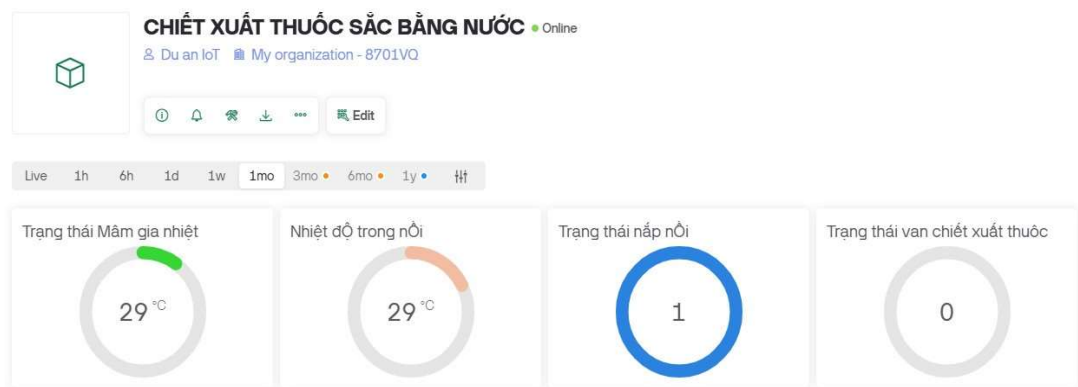 CHIẾT XUẤT THUỐC SẮC BẰNG NƯỚC Online
Du an IoT My organization - 8701VQ
Edit
Live 1h 6h 1d 1w 1mo 3mo 6mo 1y
Trạng thái Mâm gia nhiệt Nhiệt độ trong nồi Trạng thái nắp nồi Trạng thái van chiết xuất thuôc
29 °C 29 °C 1 0